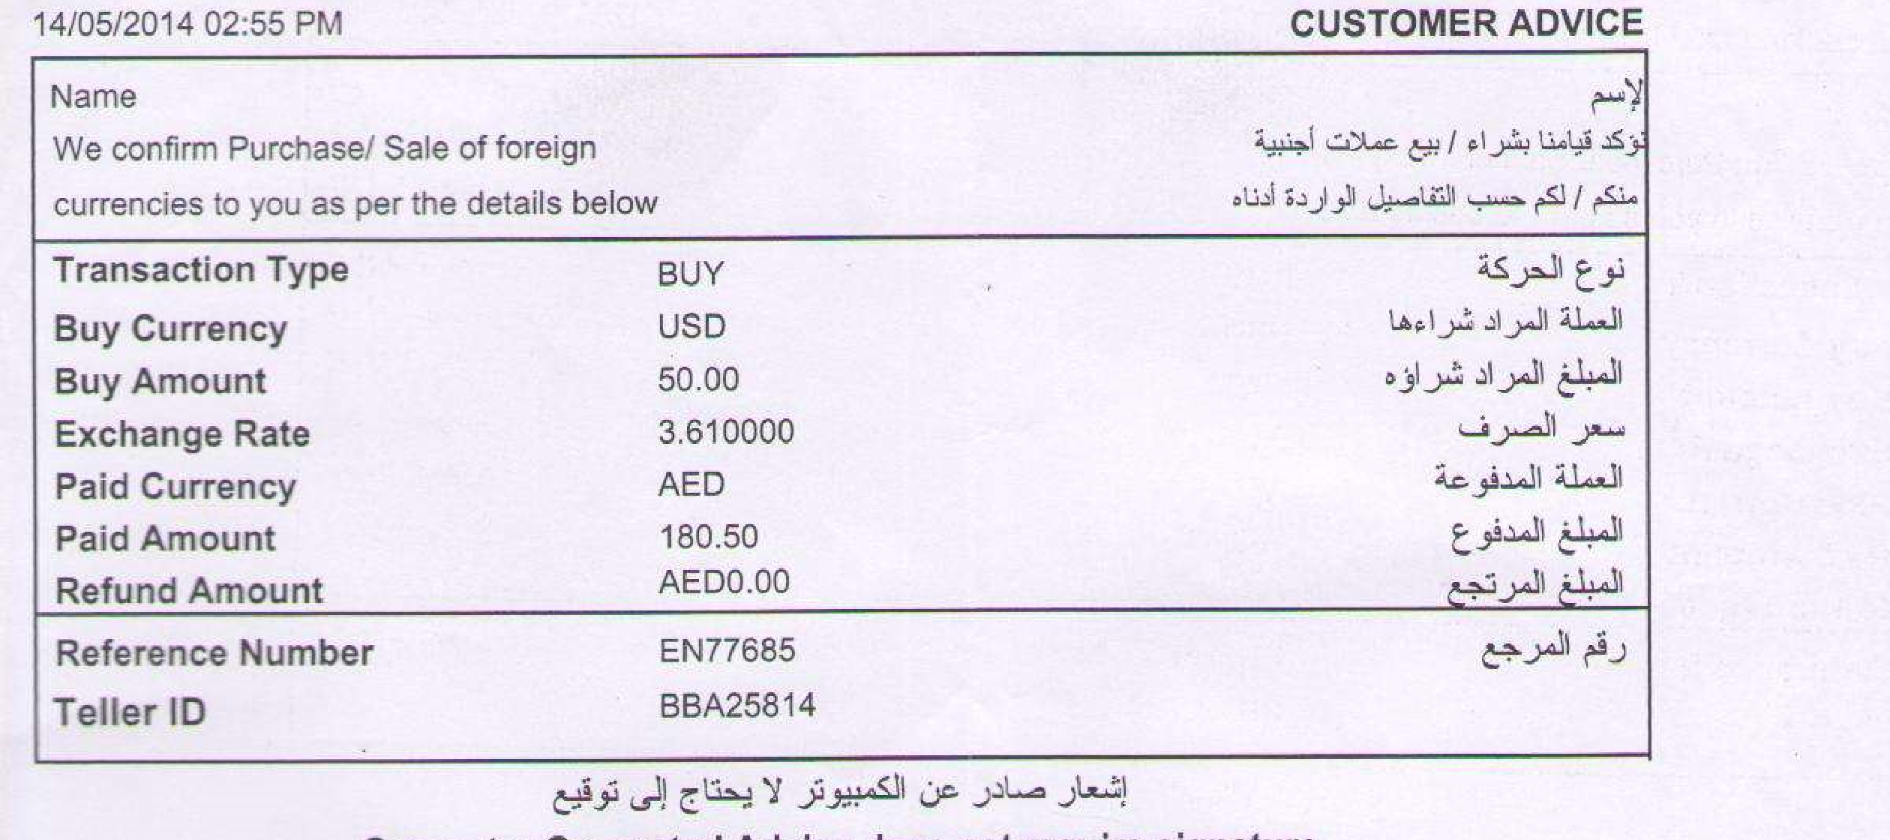 14/05/2014 02:55 PM CUSTOMER ADVICE
Name لإسم
We confirm Purchase/ Sale of foreign نؤكد قيامنا بشراء / بيع عملات أجنبية
currencies to you as per the details below منكم / لكم حسب التفاصيل الواردة أدناه
Transaction Type BUY نوع الحركة
Buy Currency USD العملة المراد شراءها
Buy Amount 50.00 المبلغ المراد شراؤه
Exchange Rate 3.610000 سعر الصرف
Paid Currency AED العملة المدفوعة
Paid Amount 180.50 المبلغ المدفوع
Refund Amount AED0.00 المبلغ المرتجع
Reference Number EN77685 رقم المرجع
Teller ID BBA25814
إشعار صادر عن الكمبيوتر لا يحتاج إلى توقيع